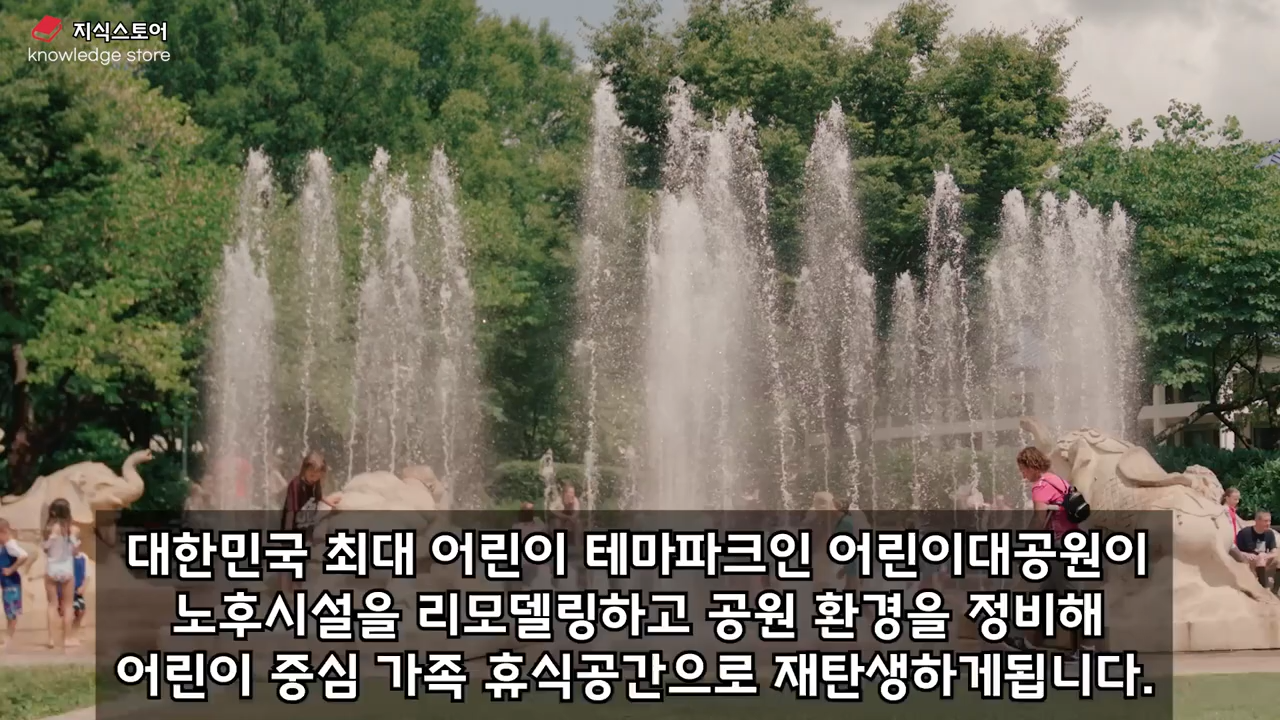 지식스토어
knowledge store
대한민국 최대 어린이 테마파크인 어린이대공원이
노후시설을 리모델링하고 공원 환경을 정비해
어린이 중심 가족 휴식공간으로 재탄생하게됩니다.